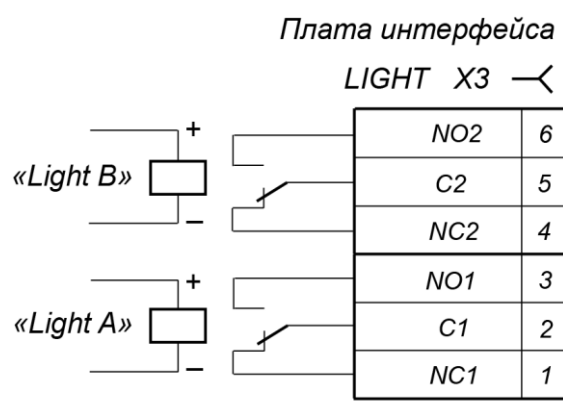 Плата интерфейса
LIGHT X3
+ NO2 6
«Light B» C2 5
– NC2 4
+ NO1 3
«Light A» C1 2
– NC1 1